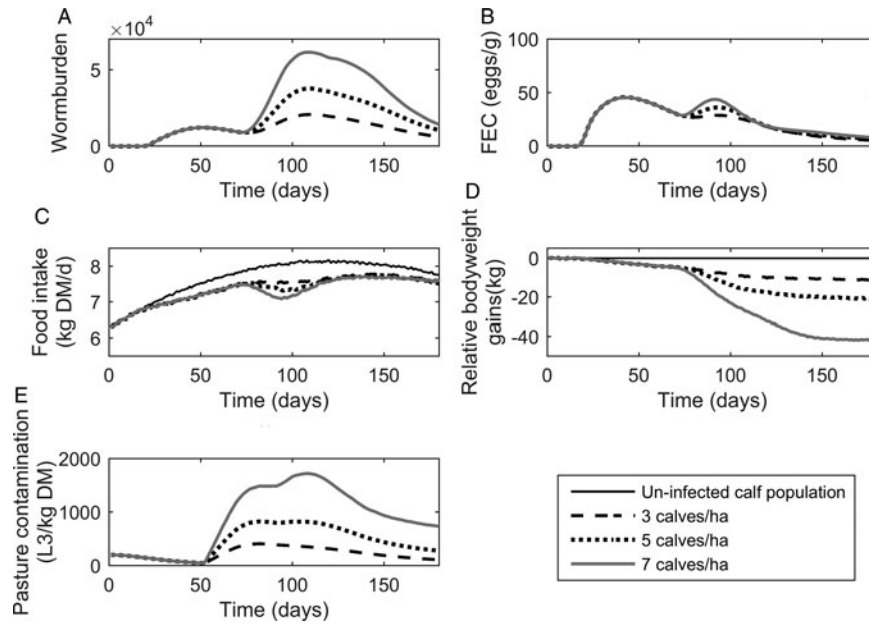 A
×10⁴
5
0
Wormburden
0 50 100 150
Time (days)
B
100
50
0
FEC (eggs/g)
0 50 100 150
Time (days)
C
8
7
6
Food intake
(kg DM/d)
0 50 100 150
Time (days)
D
0
-20
-40
Relative bodyweight
gains(kg)
0 50 100 150
Time (days)
E
2000
1000
0
Pasture contamination
(L3/kg DM)
0 50 100 150
Time (days)
Un-infected calf population
3 calves/ha
5 calves/ha
7 calves/ha